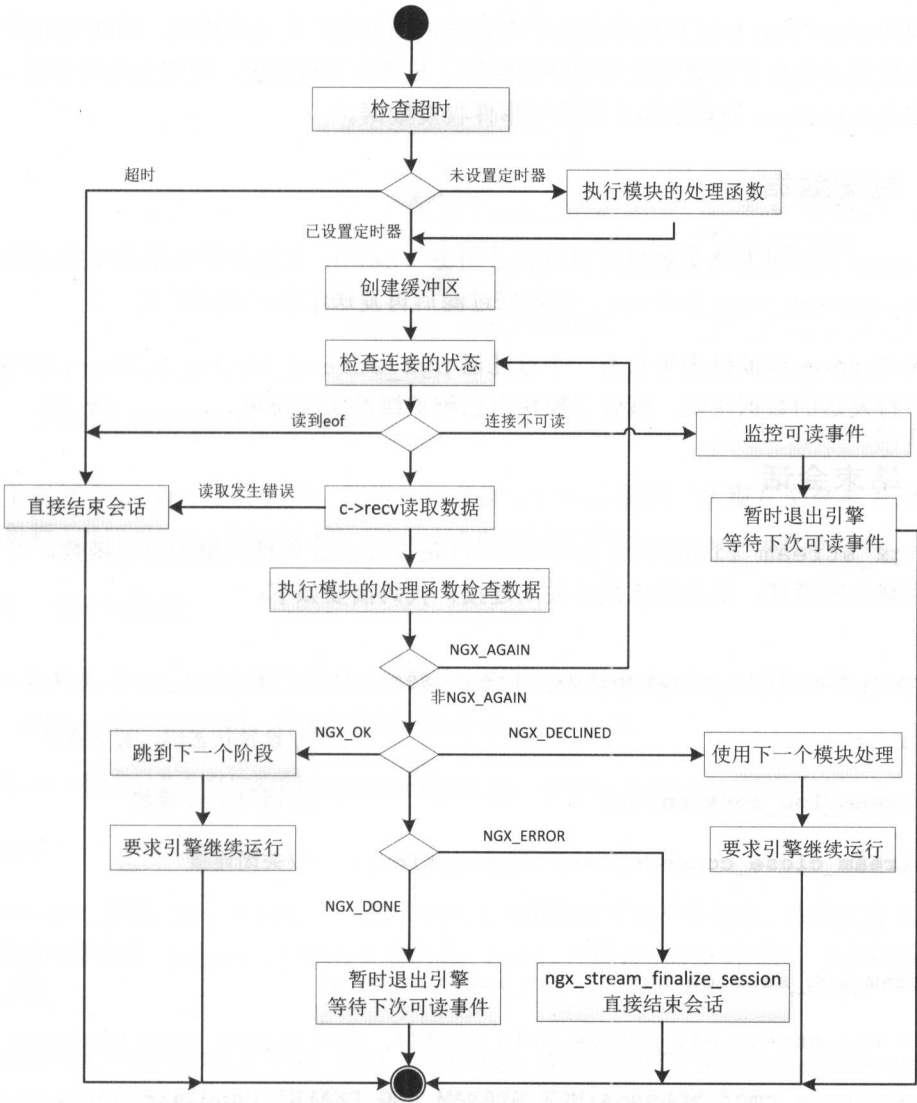 检查超时
超时
未设置定时器
执行模块的处理函数
已设置定时器
创建缓冲区
检查连接的状态
读到eof
连接不可读
监控可读事件
直接结束会话
读取发生错误
c->recv读取数据
暂时退出引擎
等待下次可读事件
执行模块的处理函数检查数据
NGX_AGAIN
非NGX_AGAIN
NGX_OK
NGX_DECLINED
跳到下一个阶段
使用下一个模块处理
要求引擎继续运行
NGX_ERROR
要求引擎继续运行
NGX_DONE
暂时退出引擎
等待下次可读事件
ngx_stream_finalize_session
直接结束会话